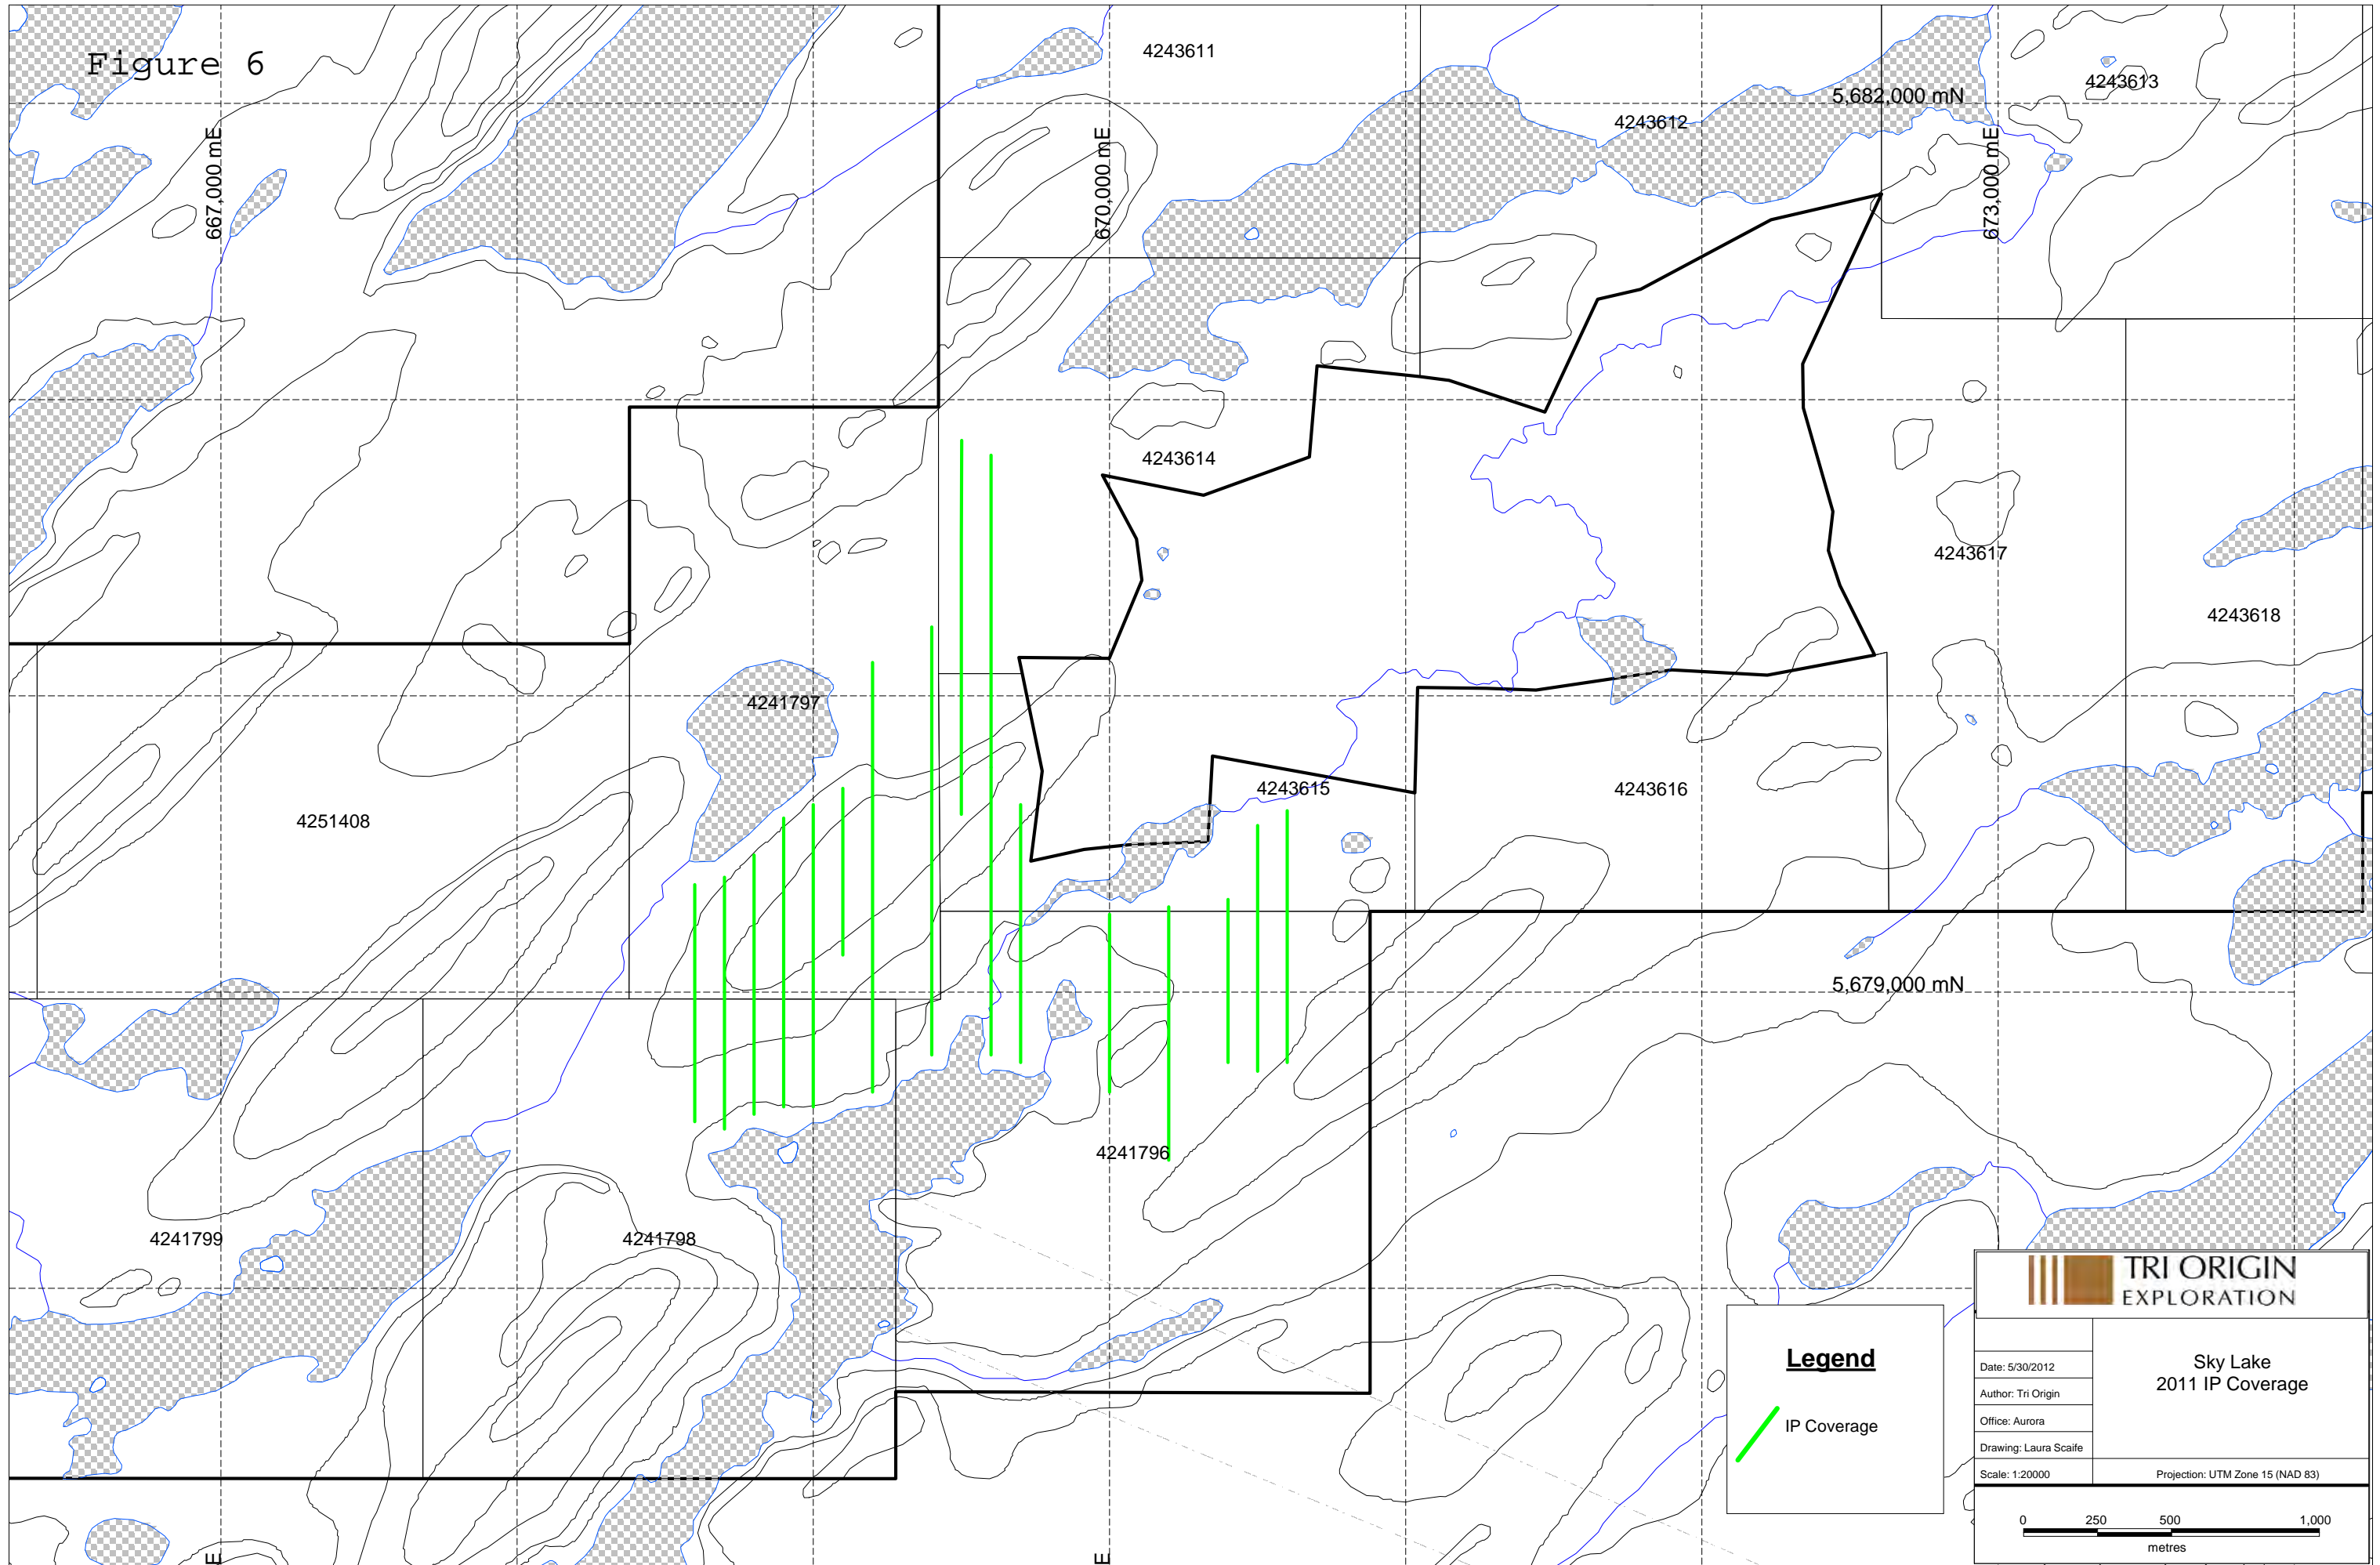 Figure 6
4243611
4243613
5,682,000 mN
4243612
667,000 mE
670,000 mE
673,000 mE
4243614
4243617
4243618
4241797
4243615
4243616
4251408
5,679,000 mN
4241796
4241799
4241798
E
E
Legend
IP Coverage
TRI ORIGIN
EXPLORATION
Date: 5/30/2012
Author: Tri Origin
Office: Aurora
Drawing: Laura Scaife
Scale: 1:20000
Sky Lake
2011 IP Coverage
Projection: UTM Zone 15 (NAD 83)
0 250 500 1,000
metres